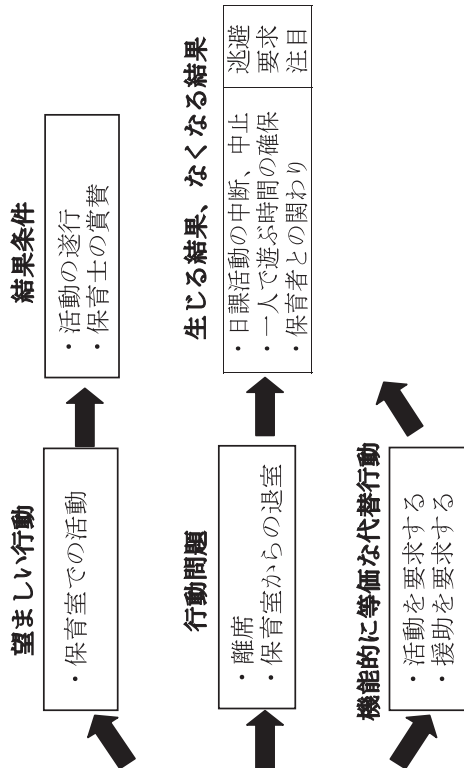 望ましい行動
・保育室での活動
結果条件
・活動の遂行
・保育士の賞賛
行動問題
・離席
・保育室からの退室
生じる結果、なくなる結果
・日課活動の中断、中止
・一人で遊ぶ時間の確保
・保育者との関わり
逃避
要求
注目
機能的に等価な代替行動
・活動を要求する
・援助を要求する